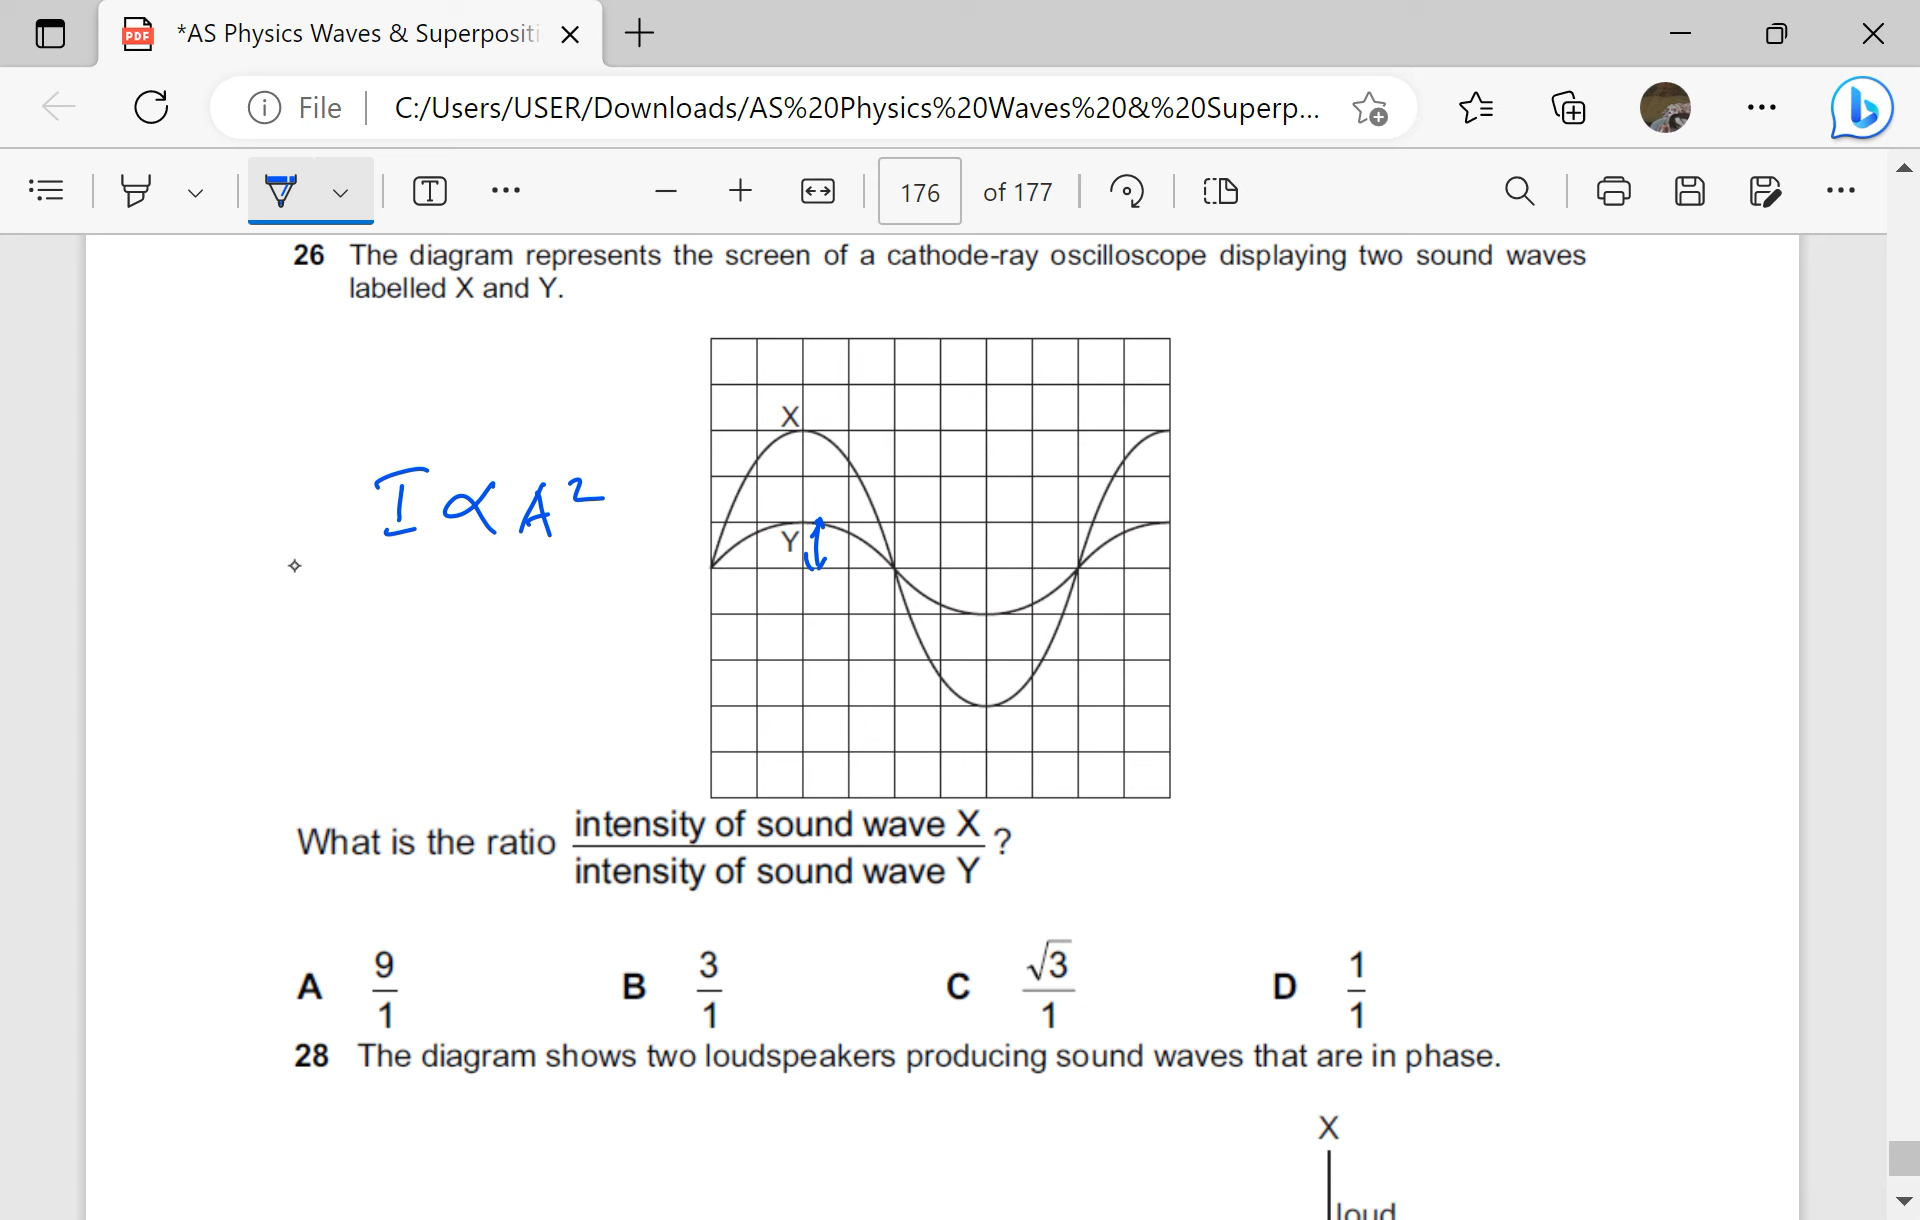 *AS Physics Waves & Superpositi
File
C:/Users/USER/Downloads/AS%20Physics%20Waves%20&%20Superp...
176 of 177
26 The diagram represents the screen of a cathode-ray oscilloscope displaying two sound waves
labelled X and Y.
X
I ∝ A²
Y
What is the ratio intensity of sound wave X / intensity of sound wave Y ?
A 9/1 B 3/1 C √3/1 D 1/1
28 The diagram shows two loudspeakers producing sound waves that are in phase.
X
loud